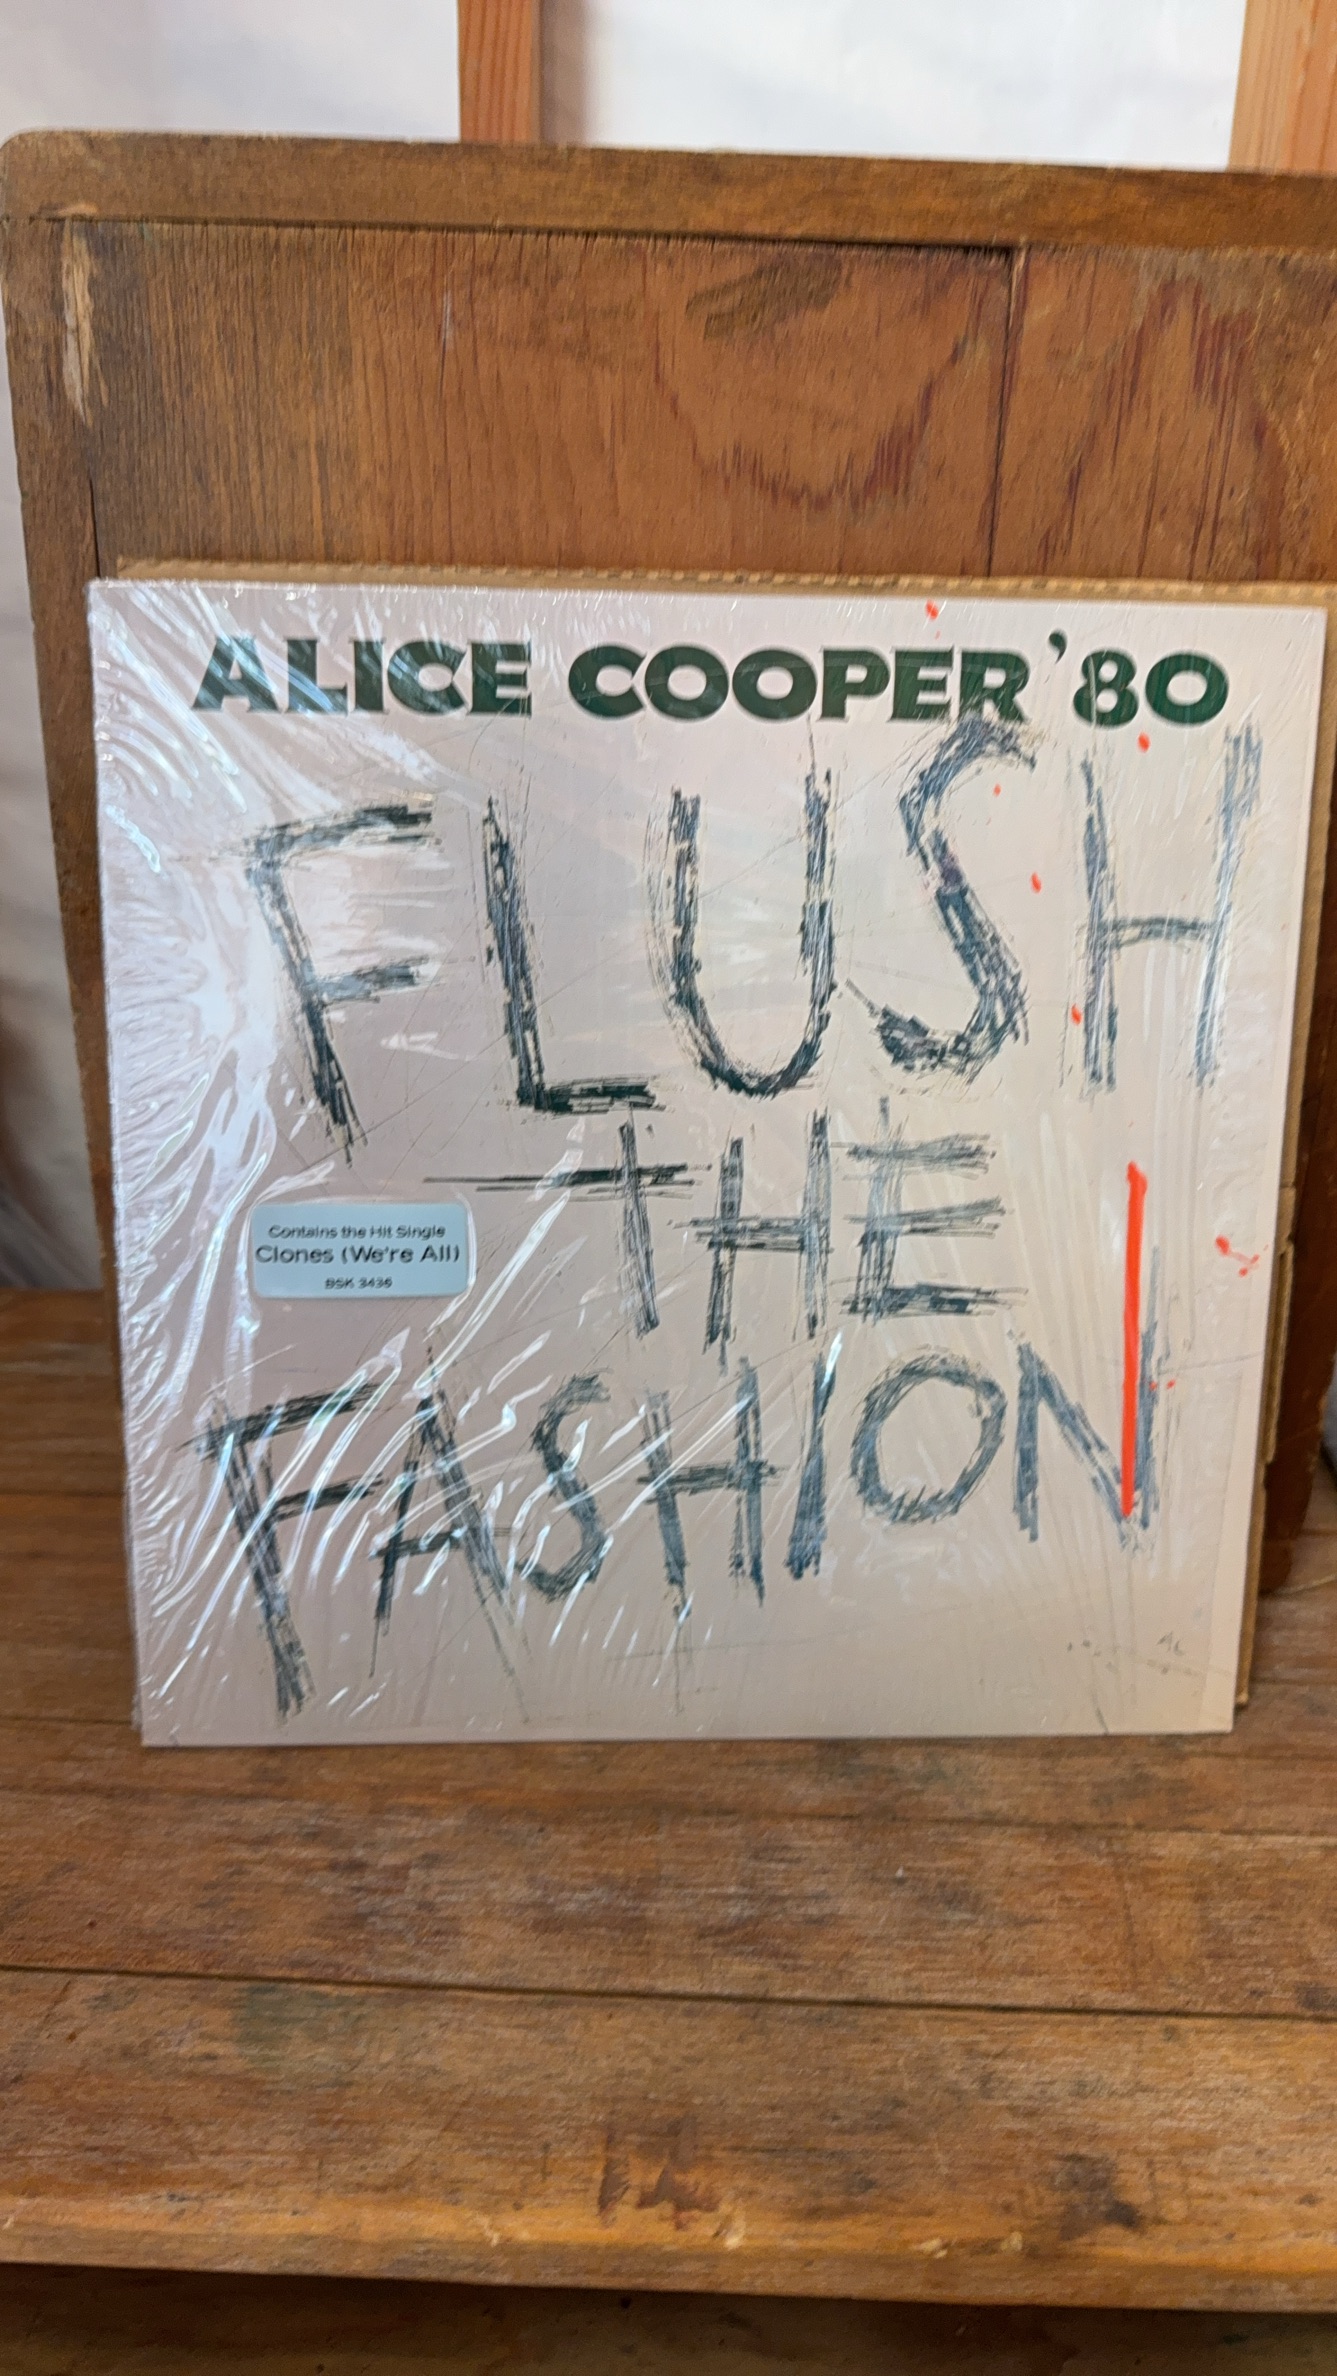 ALICE COOPER '80
FLUSH
THE
FASHION
Contains the Hit Single
Clones (We're All)
BSK 3436